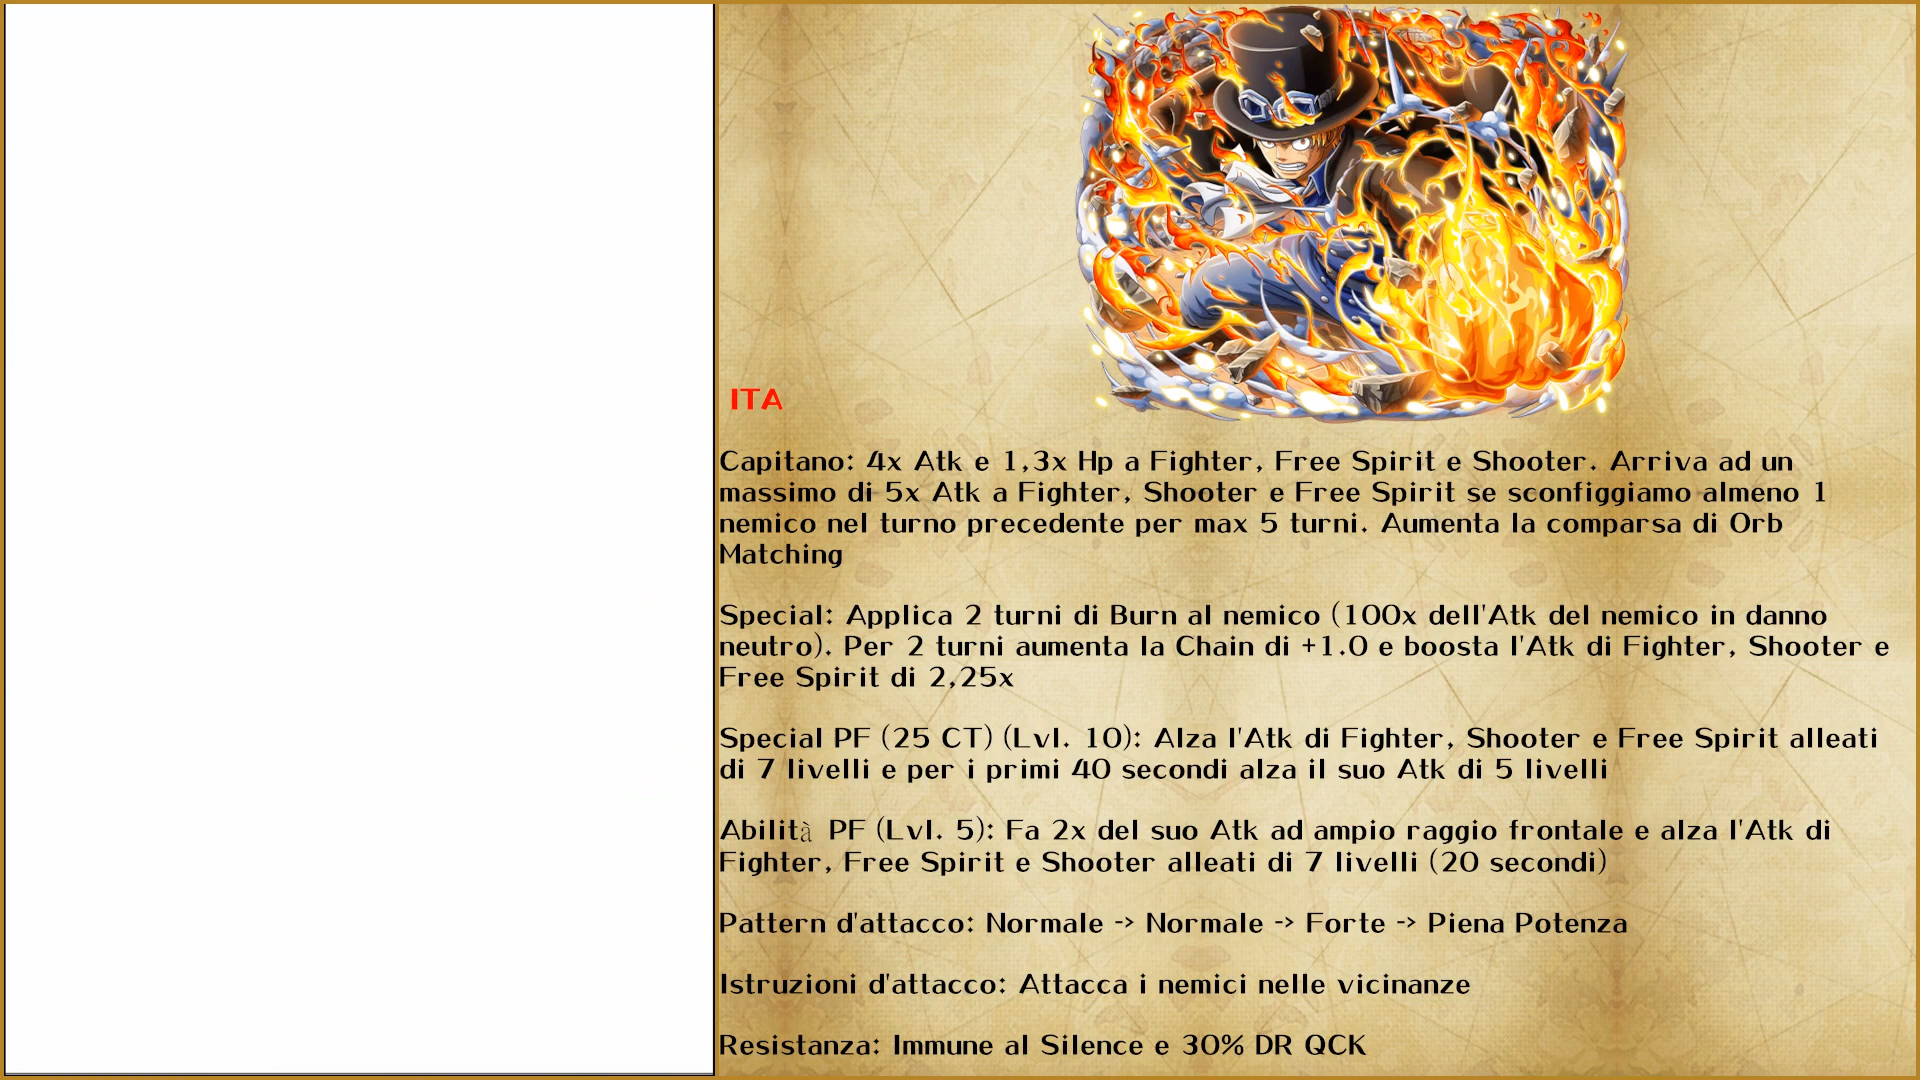 ITA
Capitano: 4x Atk e 1,3x Hp a Fighter, Free Spirit e Shooter. Arriva ad un
massimo di 5x Atk a Fighter, Shooter e Free Spirit se sconfiggiamo almeno 1
nemico nel turno precedente per max 5 turni. Aumenta la comparsa di Orb
Matching
Special: Applica 2 turni di Burn al nemico (100x dell'Atk del nemico in danno
neutro). Per 2 turni aumenta la Chain di +1.0 e boosta l'Atk di Fighter, Shooter e
Free Spirit di 2,25x
Special PF (25 CT) (Lvl. 10): Alza l'Atk di Fighter, Shooter e Free Spirit alleati
di 7 livelli e per i primi 40 secondi alza il suo Atk di 5 livelli
Abilità PF (Lvl. 5): Fa 2x del suo Atk ad ampio raggio frontale e alza l'Atk di
Fighter, Free Spirit e Shooter alleati di 7 livelli (20 secondi)
Pattern d'attacco: Normale -> Normale -> Forte -> Piena Potenza
Istruzioni d'attacco: Attacca i nemici nelle vicinanze
Resistanza: Immune al Silence e 30% DR QCK